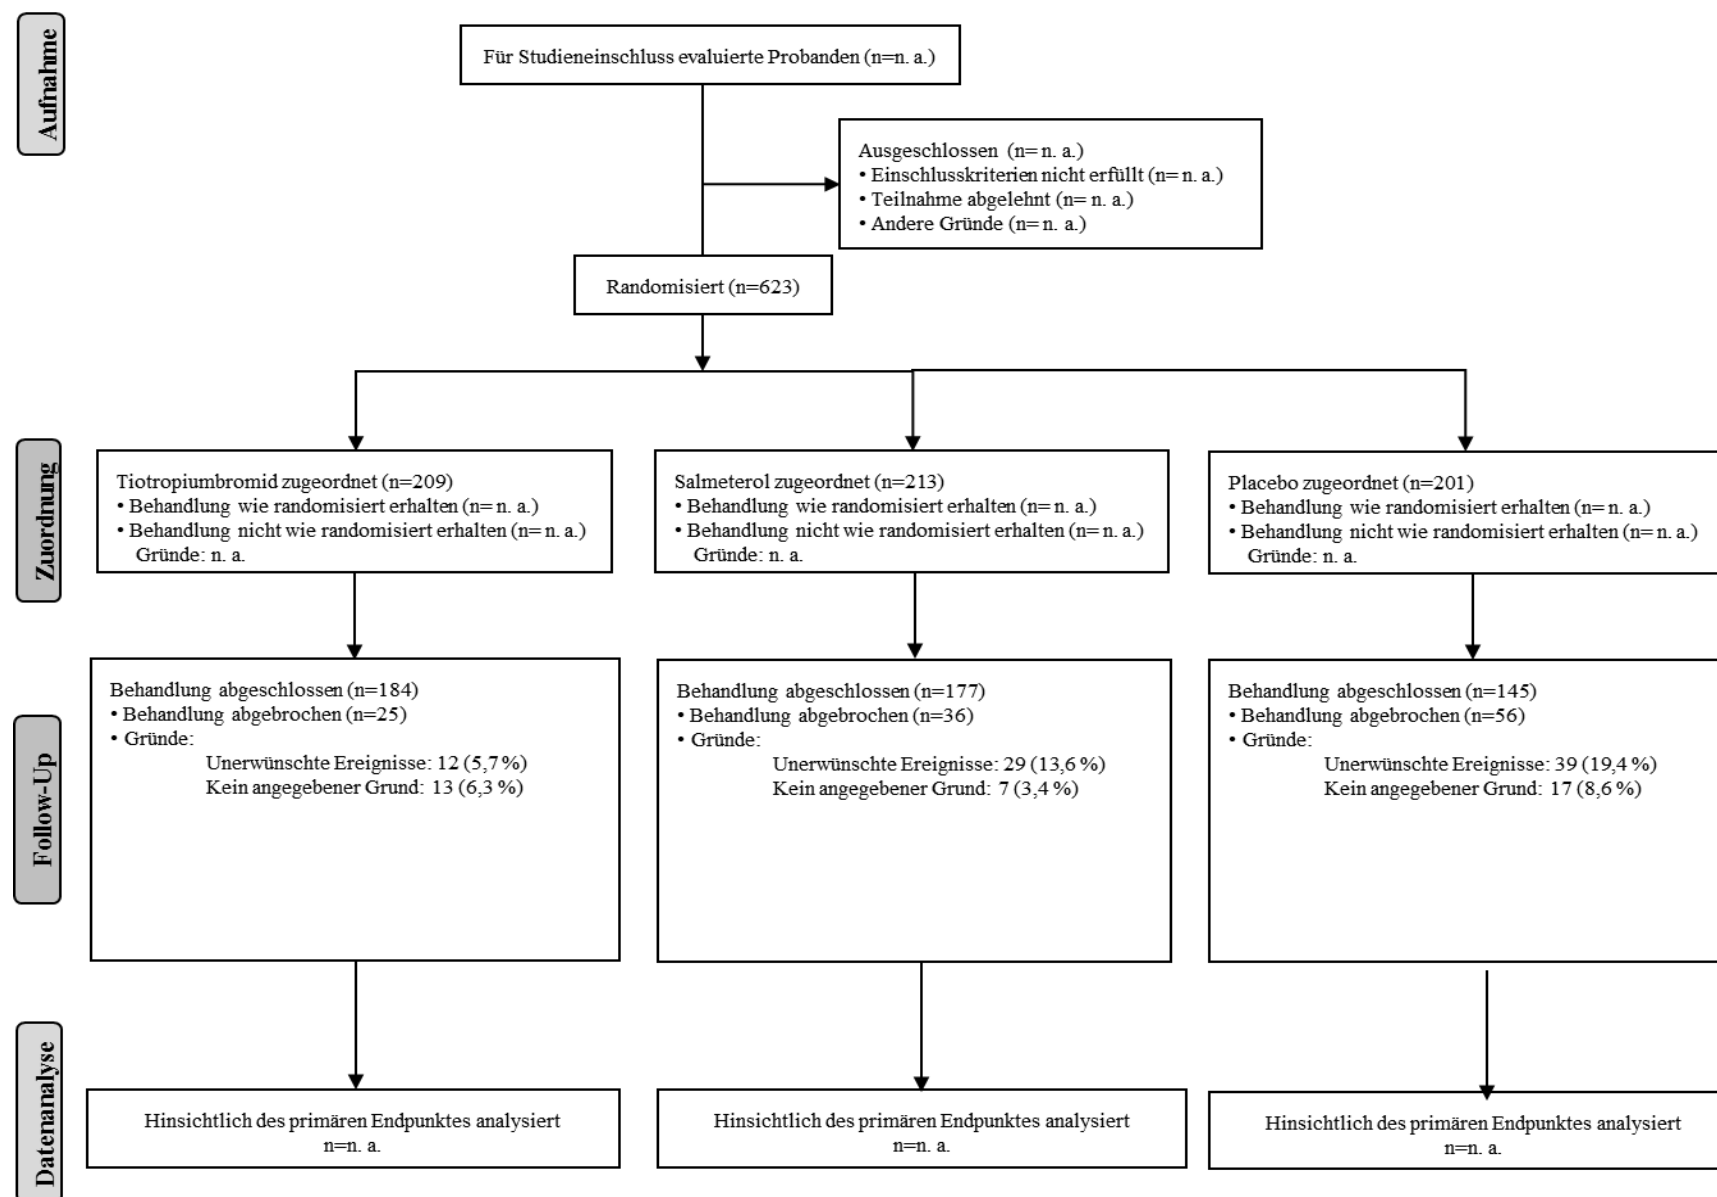 Aufnahme
Für Studieneinschluss evaluierte Probanden (n=n. a.)
Ausgeschlossen (n= n. a.)
• Einschlusskriterien nicht erfüllt (n= n. a.)
• Teilnahme abgelehnt (n= n. a.)
• Andere Gründe (n= n. a.)
Randomisiert (n=623)
Zuordnung
Tiotropiumbromid zugeordnet (n=209)
• Behandlung wie randomisiert erhalten (n= n. a.)
• Behandlung nicht wie randomisiert erhalten (n= n. a.)
Gründe: n. a.
Salmeterol zugeordnet (n=213)
• Behandlung wie randomisiert erhalten (n= n. a.)
• Behandlung nicht wie randomisiert erhalten (n= n. a.)
Gründe: n. a.
Placebo zugeordnet (n=201)
• Behandlung wie randomisiert erhalten (n= n. a.)
• Behandlung nicht wie randomisiert erhalten (n= n. a.)
Gründe: n. a.
Follow-Up
Behandlung abgeschlossen (n=184)
• Behandlung abgebrochen (n=25)
• Gründe:
Unerwünschte Ereignisse: 12 (5,7 %)
Kein angegebener Grund: 13 (6,3 %)
Behandlung abgeschlossen (n=177)
• Behandlung abgebrochen (n=36)
• Gründe:
Unerwünschte Ereignisse: 29 (13,6 %)
Kein angegebener Grund: 7 (3,4 %)
Behandlung abgeschlossen (n=145)
• Behandlung abgebrochen (n=56)
• Gründe:
Unerwünschte Ereignisse: 39 (19,4 %)
Kein angegebener Grund: 17 (8,6 %)
Datenanalyse
Hinsichtlich des primären Endpunktes analysiert
n=n. a.
Hinsichtlich des primären Endpunktes analysiert
n=n. a.
Hinsichtlich des primären Endpunktes analysiert
n=n. a.